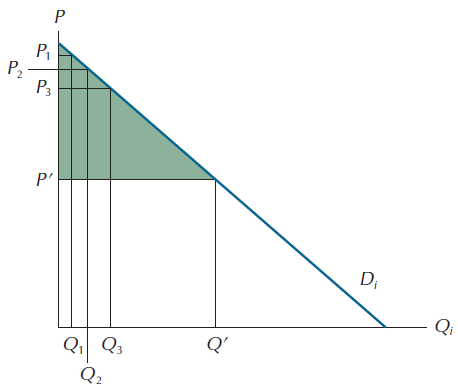 P
P₁
P₂
P₃
P′
Dᵢ
Q₁
Q₃
Q′
Qᵢ
Q₂